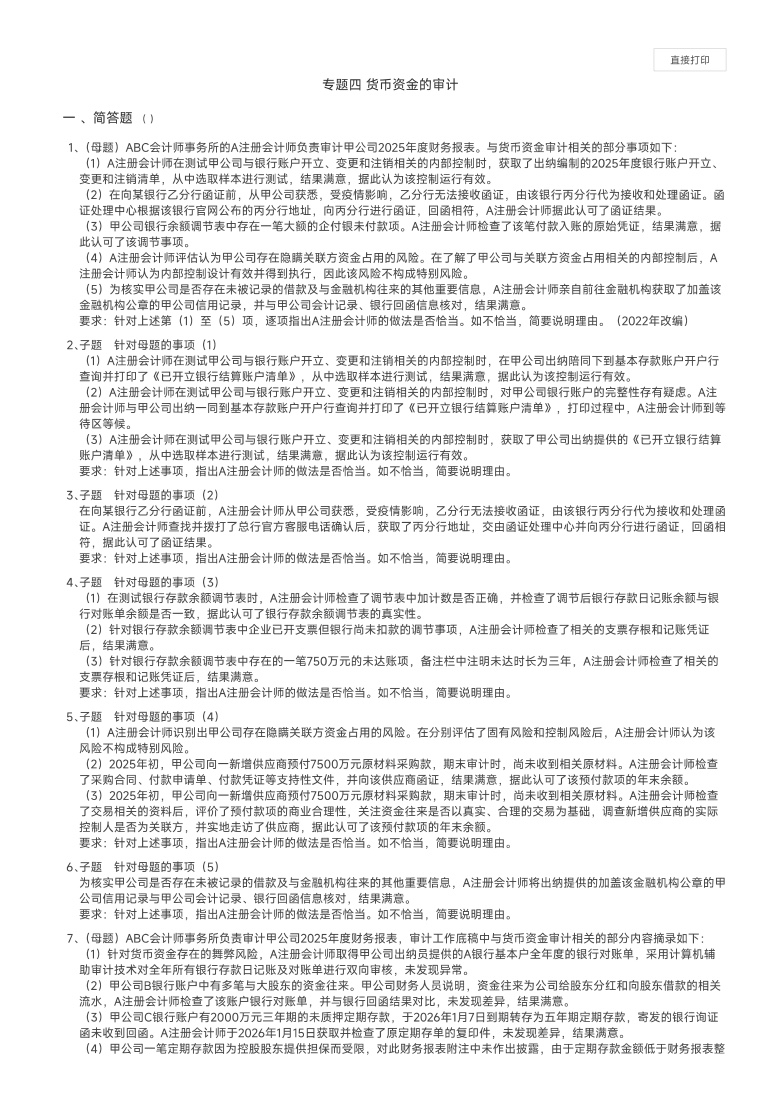 直接打印
专题四 货币资金的审计
一 、简答题 （ ）
1、（母题）ABC会计师事务所的A注册会计师负责审计甲公司2025年度财务报表。与货币资金审计相关的部分事项如下：
（1）A注册会计师在测试甲公司与银行账户开立、变更和注销相关的内部控制时，获取了出纳编制的2025年度银行账户开立、
变更和注销清单，从中选取样本进行测试，结果满意，据此认为该控制运行有效。
（2）在向某银行乙分行函证前，从甲公司获悉，受疫情影响，乙分行无法接收函证，由该银行丙分行代为接收和处理函证。函
证处理中心根据该银行官网公布的丙分行地址，向丙分行进行函证，回函相符，A注册会计师据此认可了函证结果。
（3）甲公司银行余额调节表中存在一笔大额的企付银未付款项。A注册会计师检查了该笔付款入账的原始凭证，结果满意，据
此认可了该调节事项。
（4）A注册会计师评估认为甲公司存在隐瞒关联方资金占用的风险。在了解了甲公司与关联方资金占用相关的内部控制后，A
注册会计师认为内部控制设计有效并得到执行，因此该风险不构成特别风险。
（5）为核实甲公司是否存在未被记录的借款及与金融机构往来的其他重要信息，A注册会计师亲自前往金融机构获取了加盖该
金融机构公章的甲公司信用记录，并与甲公司会计记录、银行回函信息核对，结果满意。
要求：针对上述第（1）至（5）项，逐项指出A注册会计师的做法是否恰当。如不恰当，简要说明理由。（2022年改编）
2、子题 针对母题的事项（1）
（1）A注册会计师在测试甲公司与银行账户开立、变更和注销相关的内部控制时，在甲公司出纳陪同下到基本存款账户开户行
查询并打印了《已开立银行结算账户清单》，从中选取样本进行测试，结果满意，据此认为该控制运行有效。
（2）A注册会计师在测试甲公司与银行账户开立、变更和注销相关的内部控制时，对甲公司银行账户的完整性存有疑虑。A注
册会计师与甲公司出纳一同到基本存款账户开户行查询并打印了《已开立银行结算账户清单》，打印过程中，A注册会计师到等
待区等候。
（3）A注册会计师在测试甲公司与银行账户开立、变更和注销相关的内部控制时，获取了甲公司出纳提供的《已开立银行结算
账户清单》，从中选取样本进行测试，结果满意，据此认为该控制运行有效。
要求：针对上述事项，指出A注册会计师的做法是否恰当。如不恰当，简要说明理由。
3、子题 针对母题的事项（2）
在向某银行乙分行函证前，A注册会计师从甲公司获悉，受疫情影响，乙分行无法接收函证，由该银行丙分行代为接收和处理函
证。A注册会计师查找并拨打了总行官方客服电话确认后，获取了丙分行地址，交由函证处理中心并向丙分行进行函证，回函相
符，据此认可了函证结果。
要求：针对上述事项，指出A注册会计师的做法是否恰当。如不恰当，简要说明理由。
4、子题 针对母题的事项（3）
（1）在测试银行存款余额调节表时，A注册会计师检查了调节表中加计数是否正确，并检查了调节后银行存款日记账余额与银
行对账单余额是否一致，据此认可了银行存款余额调节表的真实性。
（2）针对银行存款余额调节表中企业已开支票但银行尚未扣款的调节事项，A注册会计师检查了相关的支票存根和记账凭证
后，结果满意。
（3）针对银行存款余额调节表中存在的一笔750万元的未达账项，备注栏中注明未达时长为三年，A注册会计师检查了相关的
支票存根和记账凭证后，结果满意。
要求：针对上述事项，指出A注册会计师的做法是否恰当。如不恰当，简要说明理由。
5、子题 针对母题的事项（4）
（1）A注册会计师识别出甲公司存在隐瞒关联方资金占用的风险。在分别评估了固有风险和控制风险后，A注册会计师认为该
风险不构成特别风险。
（2）2025年初，甲公司向一新增供应商预付7500万元原材料采购款，期末审计时，尚未收到相关原材料。A注册会计师检查
了采购合同、付款申请单、付款凭证等支持性文件，并向该供应商函证，结果满意，据此认可了该预付款项的年末余额。
（3）2025年初，甲公司向一新增供应商预付7500万元原材料采购款，期末审计时，尚未收到相关原材料。A注册会计师检查
了交易相关的资料后，评价了预付款项的商业合理性，关注资金往来是否以真实、合理的交易为基础，调查新增供应商的实际
控制人是否为关联方，并实地走访了供应商，据此认可了该预付款项的年末余额。
要求：针对上述事项，指出A注册会计师的做法是否恰当。如不恰当，简要说明理由。
6、子题 针对母题的事项（5）
为核实甲公司是否存在未被记录的借款及与金融机构往来的其他重要信息，A注册会计师将出纳提供的加盖该金融机构公章的甲
公司信用记录与甲公司会计记录、银行回函信息核对，结果满意。
要求：针对上述事项，指出A注册会计师的做法是否恰当。如不恰当，简要说明理由。
7、（母题）ABC会计师事务所负责审计甲公司2025年度财务报表，审计工作底稿中与货币资金审计相关的部分内容摘录如下：
（1）针对货币资金存在的舞弊风险，A注册会计师取得甲公司出纳员提供的A银行基本户全年度的银行对账单，采用计算机辅
助审计技术对全年所有银行存款日记账及对账单进行双向审核，未发现异常。
（2）甲公司B银行账户中有多笔与大股东的资金往来。甲公司财务人员说明，资金往来为公司给股东分红和向股东借款的相关
流水，A注册会计师检查了该账户银行对账单，并与银行回函结果对比，未发现差异，结果满意。
（3）甲公司C银行账户有2000万元三年期的未质押定期存款，于2026年1月7日到期转存为五年期定期存款，寄发的银行询证
函未收到回函。A注册会计师于2026年1月15日获取并检查了原定期存单的复印件，未发现差异，结果满意。
（4）甲公司一笔定期存款因为控股股东提供担保而受限，对此财务报表附注中未作出披露，由于定期存款金额低于财务报表整